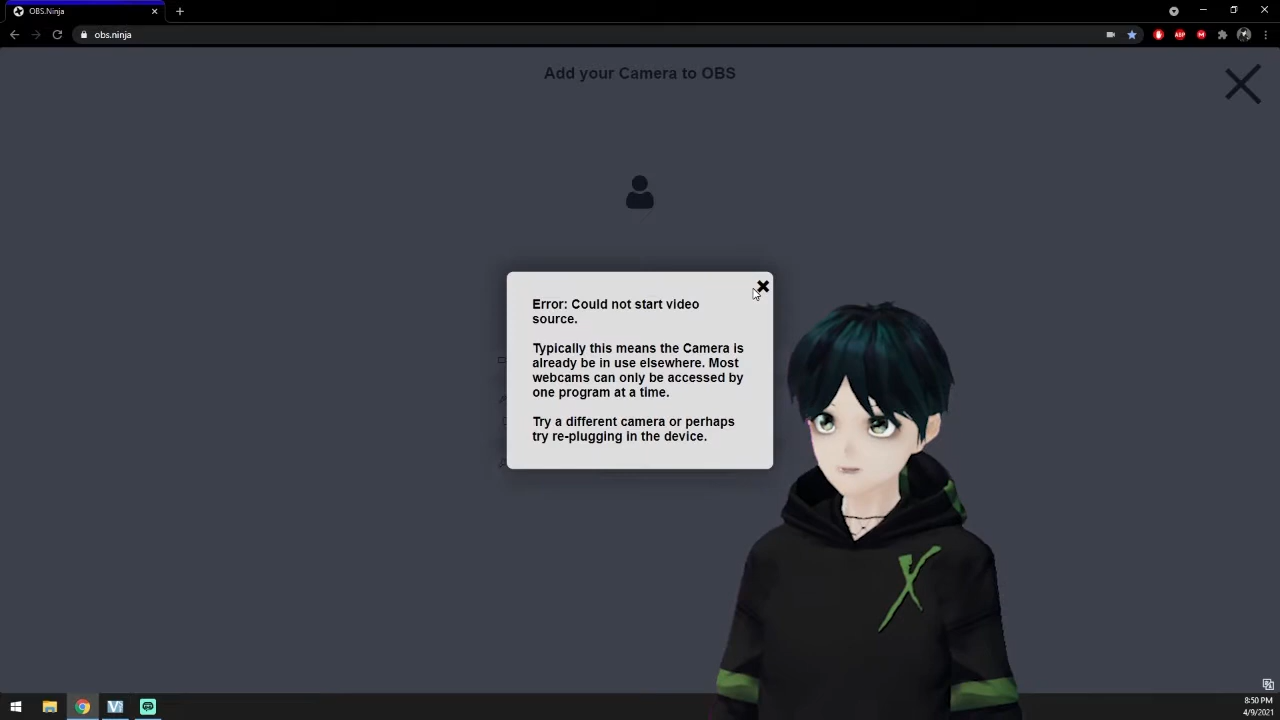 OBS.Ninja
obs.ninja
ABP
M
Add your Camera to OBS
Error: Could not start video
source.
Typically this means the Camera is
already be in use elsewhere. Most
webcams can only be accessed by
one program at a time.
Try a different camera or perhaps
try re-plugging in the device.
X
8:50 PM
4/9/2021